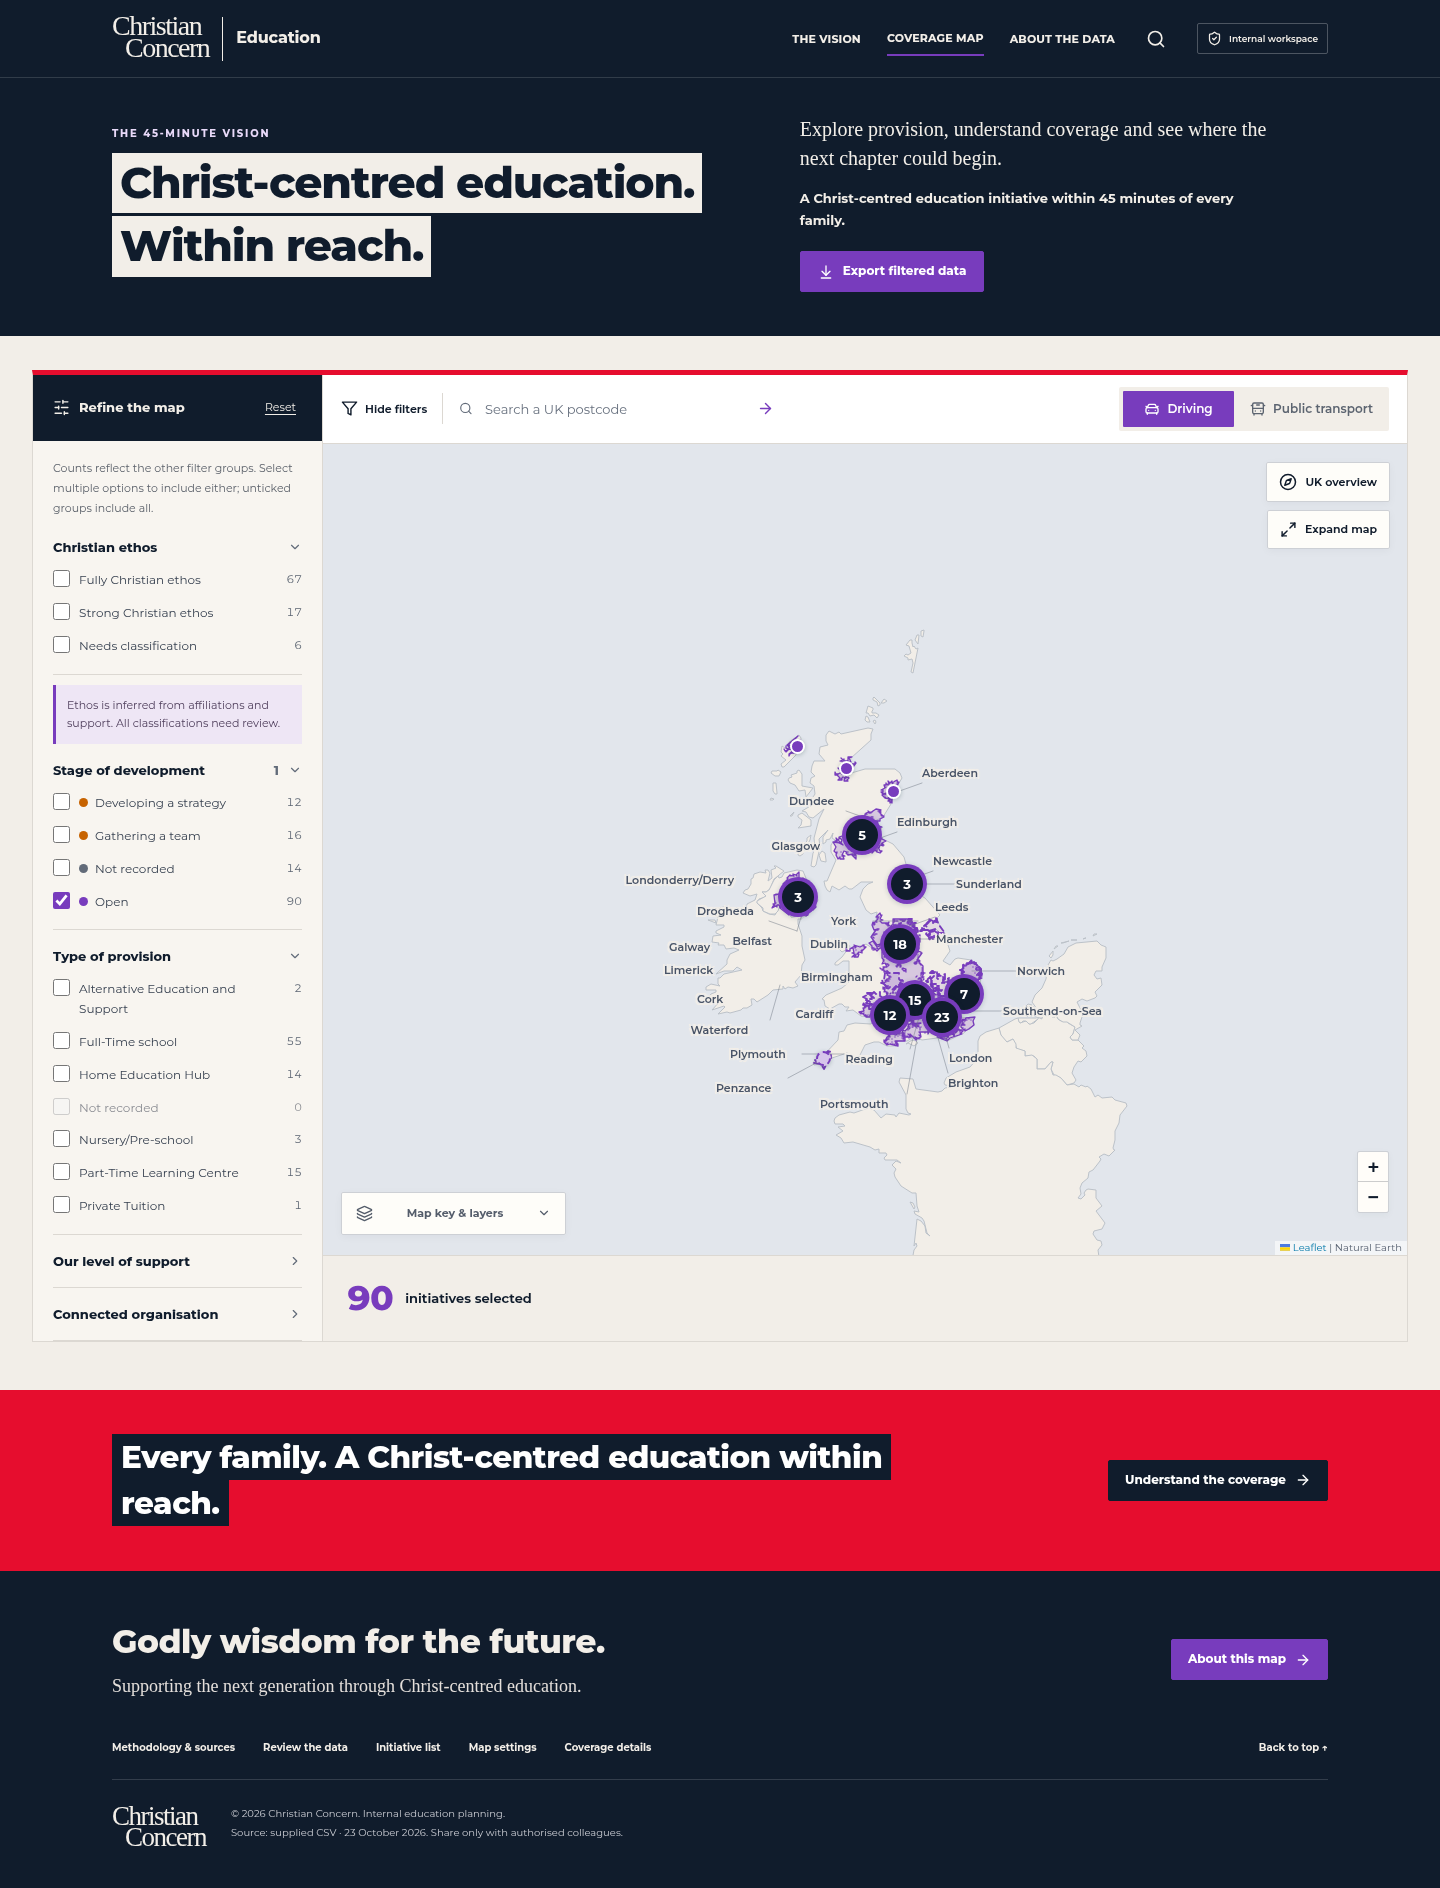 Christian
Concern
Education
THE VISION
COVERAGE MAP
ABOUT THE DATA
Internal workspace
THE 45-MINUTE VISION
Christ-centred education.
Within reach.
Explore provision, understand coverage and see where the
next chapter could begin.
A Christ-centred education initiative within 45 minutes of every
family.
Export filtered data
Refine the map
Reset
Hide filters
Search a UK postcode
Driving
Public transport
Counts reflect the other filter groups. Select
multiple options to include either; unticked
groups include all.
Christian ethos
Fully Christian ethos 67
Strong Christian ethos 17
Needs classification 6
Ethos is inferred from affiliations and
support. All classifications need review.
Stage of development 1
Developing a strategy 12
Gathering a team 16
Not recorded 14
Open 90
Type of provision
Alternative Education and 2
Support
Full-Time school 55
Home Education Hub 14
Not recorded 0
Nursery/Pre-school 3
Part-Time Learning Centre 15
Private Tuition 1
Our level of support
Connected organisation
UK overview
Expand map
Aberdeen
Dundee
Edinburgh
5
Glasgow
Newcastle
Londonderry/Derry
3
Sunderland
3
Leeds
Drogheda
York
Manchester
Belfast
Dublin
18
Galway
Limerick
Birmingham
Norwich
Cork
15
7
Cardiff
12
23
Southend-on-Sea
Waterford
Plymouth
Reading
London
Penzance
Brighton
Portsmouth
+
−
Map key & layers
Leaflet | Natural Earth
90 initiatives selected
Every family. A Christ-centred education within
reach.
Understand the coverage
Godly wisdom for the future.
Supporting the next generation through Christ-centred education.
About this map
Methodology & sources
Review the data
Initiative list
Map settings
Coverage details
Back to top ↑
Christian
Concern
© 2026 Christian Concern. Internal education planning.
Source: supplied CSV · 23 October 2026. Share only with authorised colleagues.